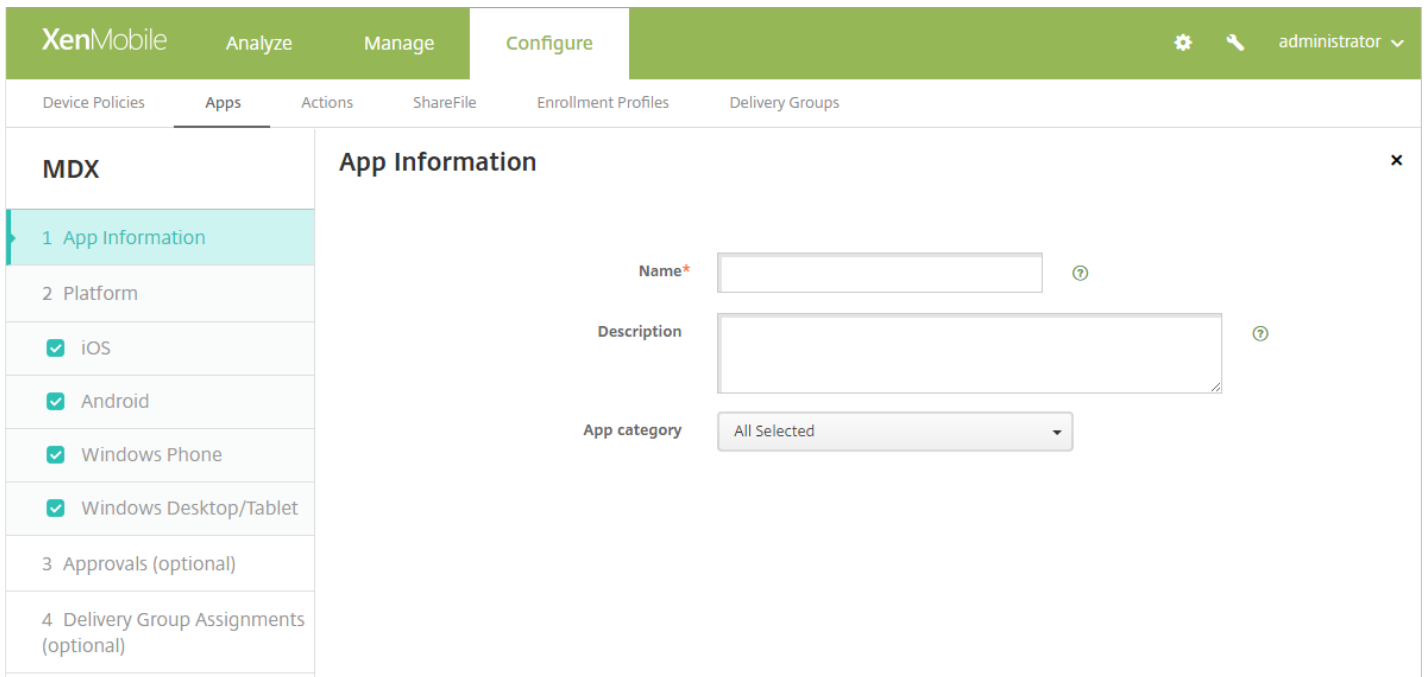 XenMobile Analyze Manage Configure administrator
Device Policies Apps Actions ShareFile Enrollment Profiles Delivery Groups
MDX
1 App Information
2 Platform
iOS
Android
Windows Phone
Windows Desktop/Tablet
3 Approvals (optional)
4 Delivery Group Assignments
(optional)
App Information
Name*
Description
App category All Selected